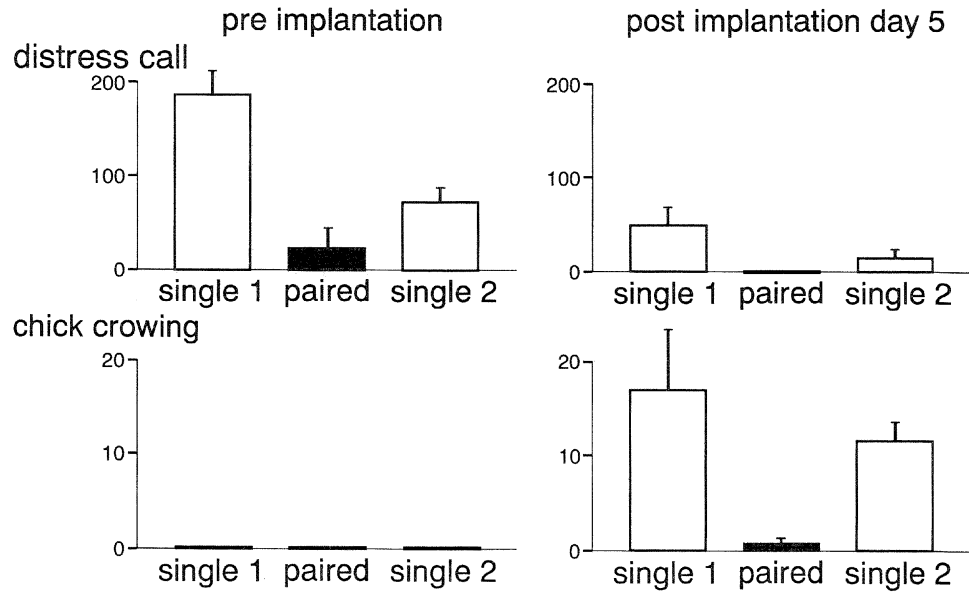 pre implantation
post implantation day 5
distress call
200
100
0
single 1 paired single 2
200
100
0
single 1 paired single 2
chick crowing
20
10
0
single 1 paired single 2
20
10
0
single 1 paired single 2